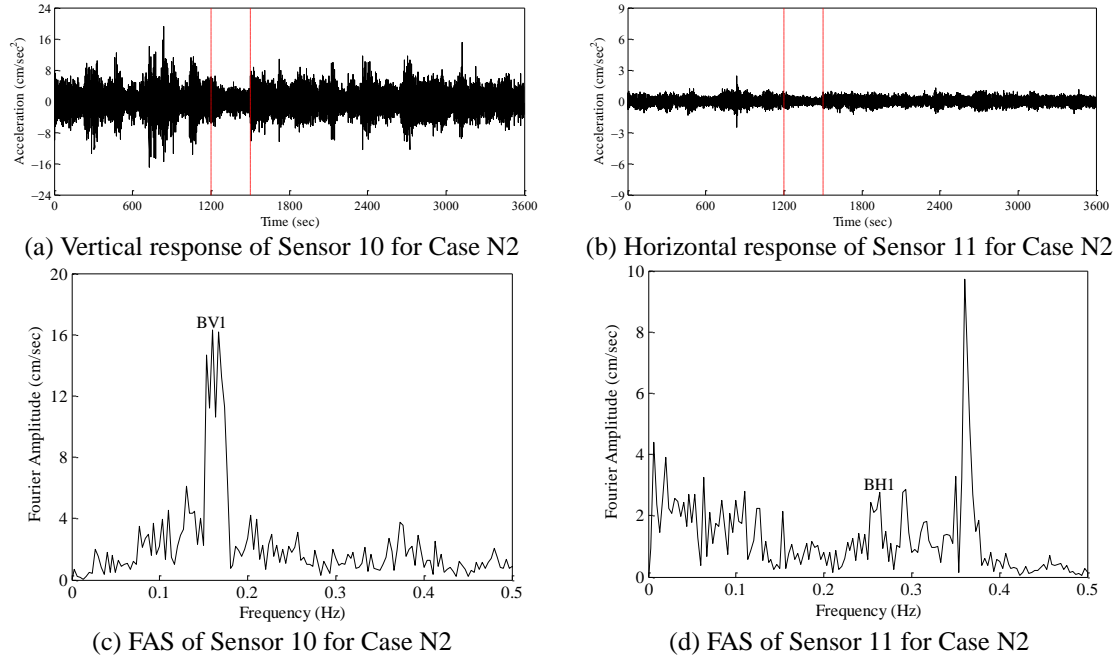 24
16
8
0
−8
−16
−24
Acceleration (cm/sec²)
0 600 1200 1800 2400 3000 3600
Time (sec)
(a) Vertical response of Sensor 10 for Case N2
9
6
3
0
−3
−6
−9
Acceleration (cm/sec²)
0 600 1200 1800 2400 3000 3600
Time (sec)
(b) Horizontal response of Sensor 11 for Case N2
20
16
12
8
4
0
Fourier Amplitude (cm/sec)
BV1
0 0.1 0.2 0.3 0.4 0.5
Frequency (Hz)
(c) FAS of Sensor 10 for Case N2
10
8
6
4
2
0
Fourier Amplitude (cm/sec)
BH1
0 0.1 0.2 0.3 0.4 0.5
Frequency (Hz)
(d) FAS of Sensor 11 for Case N2